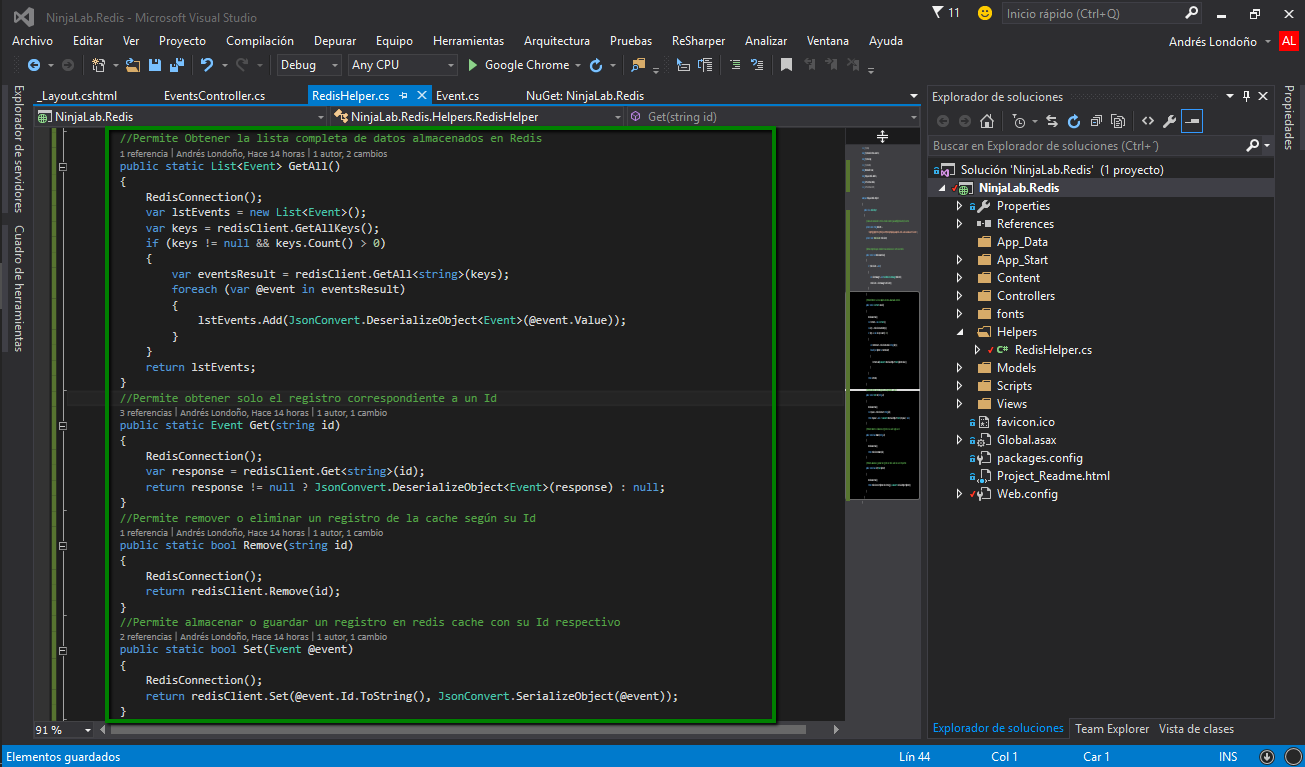 NinjaLab.Redis - Microsoft Visual Studio
11
Inicio rápido (Ctrl+Q)
Archivo Editar Ver Proyecto Compilación Depurar Equipo Herramientas Arquitectura Pruebas ReSharper Analizar Ventana Ayuda
Andrés Londoño AL
Debug Any CPU Google Chrome
Explorador de servidores
Cuadro de herramientas
_Layout.cshtml EventsController.cs RedisHelper.cs Event.cs NuGet: NinjaLab.Redis
NinjaLab.Redis NinjaLab.Redis.Helpers.RedisHelper Get(string id)
//Permite Obtener la lista completa de datos almacenados en Redis
1 referencia | Andrés Londoño, Hace 14 horas | 1 autor, 2 cambios
public static List<Event> GetAll()
{
RedisConnection();
var lstEvents = new List<Event>();
var keys = redisClient.GetAllKeys();
if (keys != null && keys.Count() > 0)
{
var eventsResult = redisClient.GetAll<string>(keys);
foreach (var @event in eventsResult)
{
lstEvents.Add(JsonConvert.DeserializeObject<Event>(@event.Value));
}
}
return lstEvents;
}
//Permite obtener solo el registro correspondiente a un Id
3 referencias | Andrés Londoño, Hace 14 horas | 1 autor, 1 cambio
public static Event Get(string id)
{
RedisConnection();
var response = redisClient.Get<string>(id);
return response != null ? JsonConvert.DeserializeObject<Event>(response) : null;
}
//Permite remover o eliminar un registro de la cache según su Id
1 referencia | Andrés Londoño, Hace 14 horas | 1 autor, 1 cambio
public static bool Remove(string id)
{
RedisConnection();
return redisClient.Remove(id);
}
//Permite almacenar o guardar un registro en redis cache con su Id respectivo
2 referencias | Andrés Londoño, Hace 14 horas | 1 autor, 1 cambio
public static bool Set(Event @event)
{
RedisConnection();
return redisClient.Set(@event.Id.ToString(), JsonConvert.SerializeObject(@event));
}
91 %
Explorador de soluciones
Buscar en Explorador de soluciones (Ctrl+´)
Solución 'NinjaLab.Redis' (1 proyecto)
NinjaLab.Redis
Properties
References
App_Data
App_Start
Content
Controllers
fonts
Helpers
C# RedisHelper.cs
Models
Scripts
Views
favicon.ico
Global.asax
packages.config
Project_Readme.html
Web.config
Explorador de soluciones Team Explorer Vista de clases
Propiedades
Elementos guardados Lín 44 Col 1 Car 1 INS